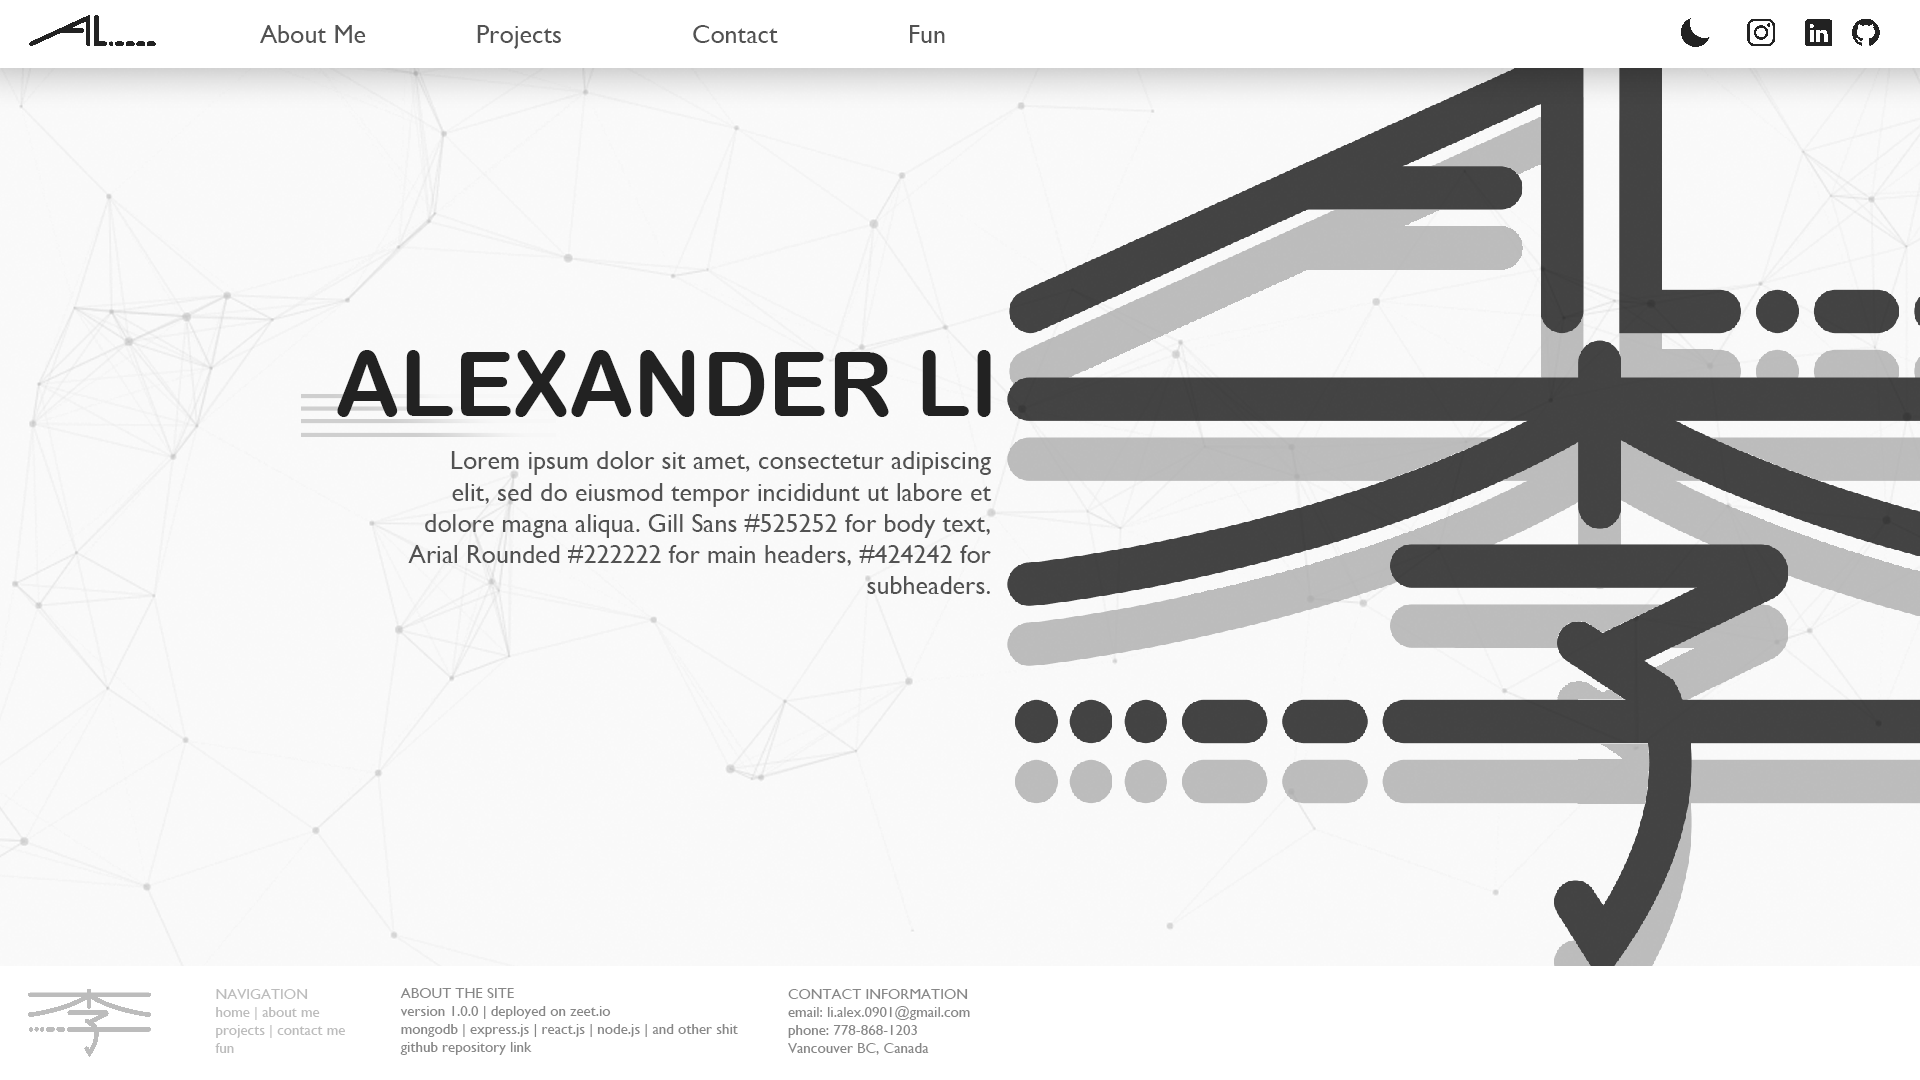 AL
About Me
Projects
Contact
Fun
ALEXANDER LI
Lorem ipsum dolor sit amet, consectetur adipiscing
elit, sed do eiusmod tempor incididunt ut labore et
dolore magna aliqua. Gill Sans #525252 for body text,
Arial Rounded #222222 for main headers, #424242 for
subheaders.
AL
李
李
NAVIGATION
home | about me
projects | contact me
fun
ABOUT THE SITE
version 1.0.0 | deployed on zeet.io
mongodb | express.js | react.js | node.js | and other shit
github repository link
CONTACT INFORMATION
email: li.alex.0901@gmail.com
phone: 778-868-1203
Vancouver BC, Canada